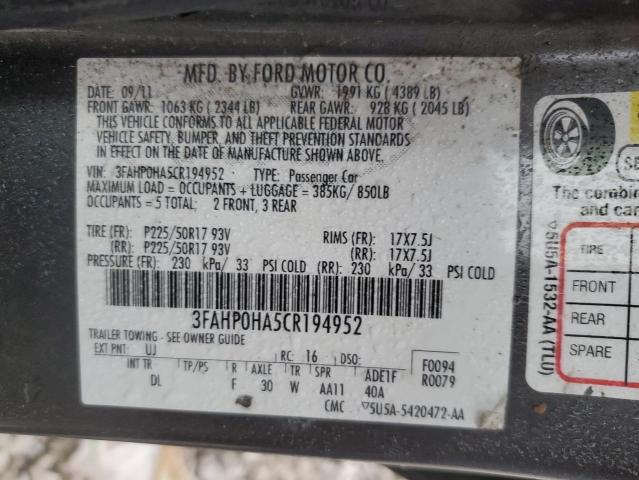 MFD. BY FORD MOTOR CO.
DATE: 09/11 GVWR: 1991 KG ( 4389 LB)
FRONT GAWR: 1063 KG ( 2344 LB) REAR GAWR: 928 KG ( 2045 LB)
THIS VEHICLE CONFORMS TO ALL APPLICABLE FEDERAL MOTOR
VEHICLE SAFETY, BUMPER, AND THEFT PREVENTION STANDARDS
IN EFFECT ON THE DATE OF MANUFACTURE SHOWN ABOVE.
VIN: 3FAHP0HA5CR194952 TYPE: Passenger Car
MAXIMUM LOAD = OCCUPANTS + LUGGAGE = 385KG/ 850LB
OCCUPANTS = 5 TOTAL: 2 FRONT, 3 REAR
TIRE (FR): P225/50R17 93V RIMS (FR): 17X7.5J
(RR): P225/50R17 93V (RR): 17X7.5J
PRESSURE (FR): 230 kPa/ 33 PSI COLD (RR): 230 kPa/ 33 PSI COLD
3FAHP0HA5CR194952
TRAILER TOWING - SEE OWNER GUIDE
EXT PNT: UJ RC: 16 DSO: F0094
INT TR TP/PS R AXLE TR SPR ADE1F R0079
DL F 30 W AA11 40A
CMC ▽5U5A-5420472-AA
The combin
and car
TIRE
FRONT
REAR
SPARE
▽5U5A-1532-AA (TLU)